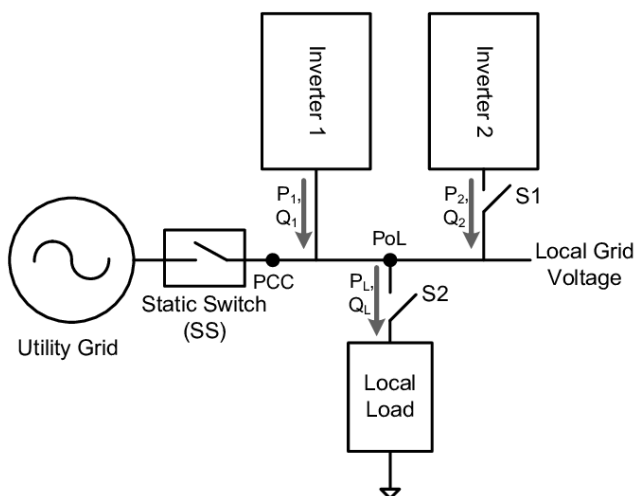 Inverter 1
Inverter 2
P1,
Q1
P2,
Q2
S1
PoL
Local Grid
Voltage
PCC
PL,
QL
S2
Static Switch
(SS)
Utility Grid
Local
Load